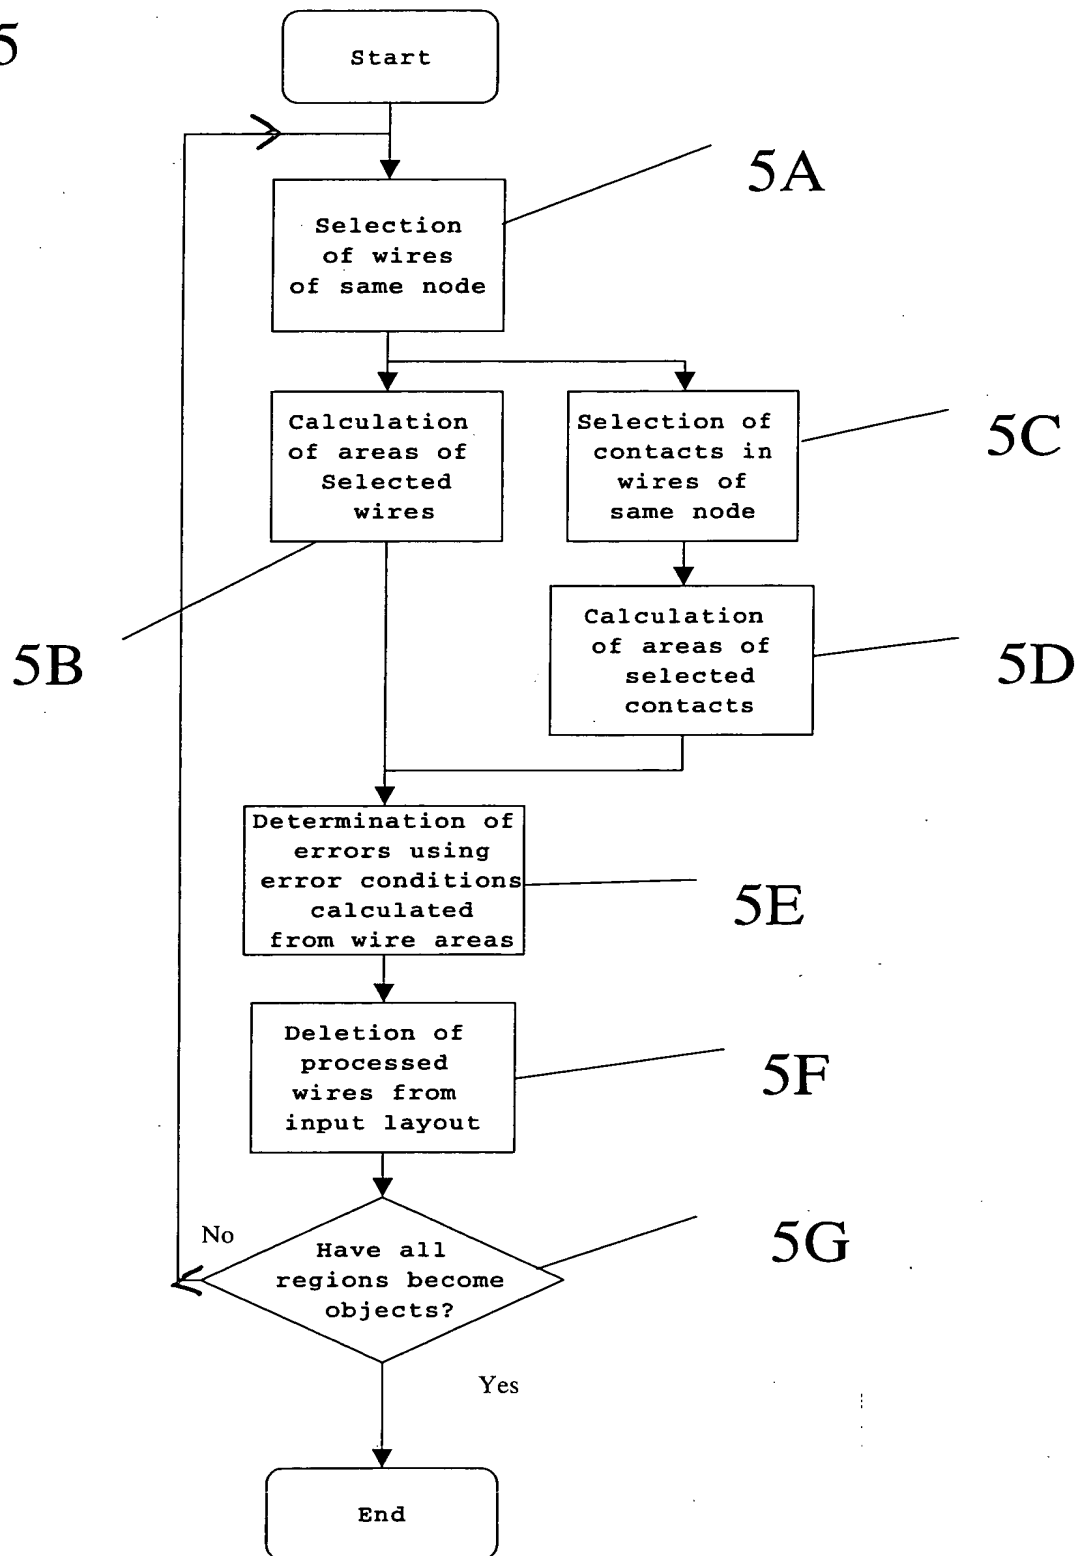 5
Start
5A
Selection
of wires
of same node
Calculation
of areas of
Selected
wires
Selection of
contacts in
wires of
same node
5C
5B
Calculation
of areas of
selected
contacts
5D
Determination of
errors using
error conditions
calculated
from wire areas
5E
Deletion of
processed
wires from
input layout
5F
No
Have all
regions become
objects?
5G
Yes
End